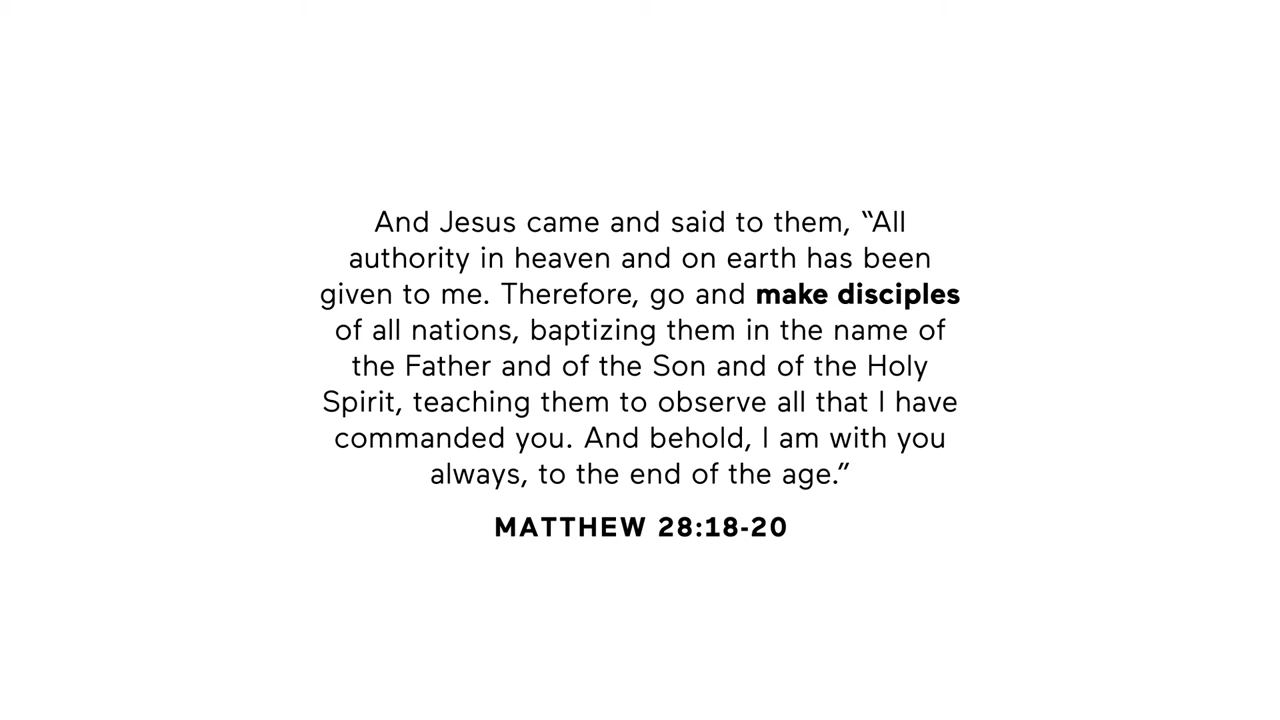 And Jesus came and said to them, “All
authority in heaven and on earth has been
given to me. Therefore, go and make disciples
of all nations, baptizing them in the name of
the Father and of the Son and of the Holy
Spirit, teaching them to observe all that I have
commanded you. And behold, I am with you
always, to the end of the age.”
MATTHEW 28:18-20